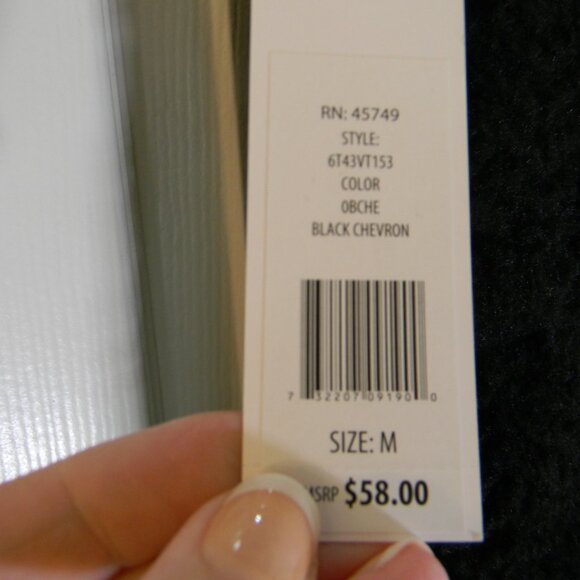 RN: 45749
STYLE:
6T43VT153
COLOR
0BCHE
BLACK CHEVRON
7 32207 09190 0
SIZE: M
MSRP $58.00